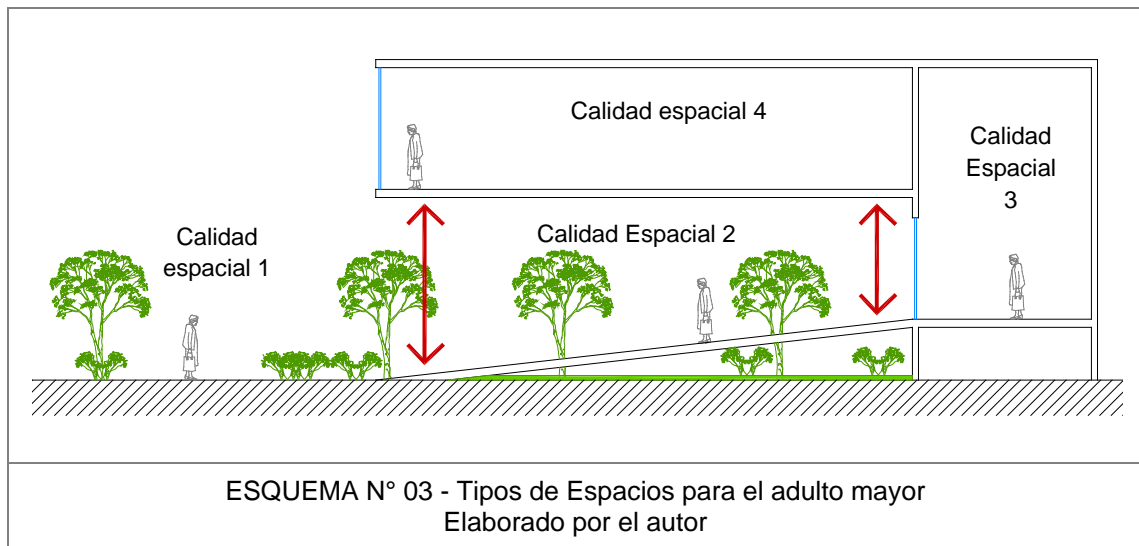 Calidad espacial 4
Calidad
Espacial
3
Calidad
espacial 1
Calidad Espacial 2
ESQUEMA N° 03 - Tipos de Espacios para el adulto mayor
Elaborado por el autor